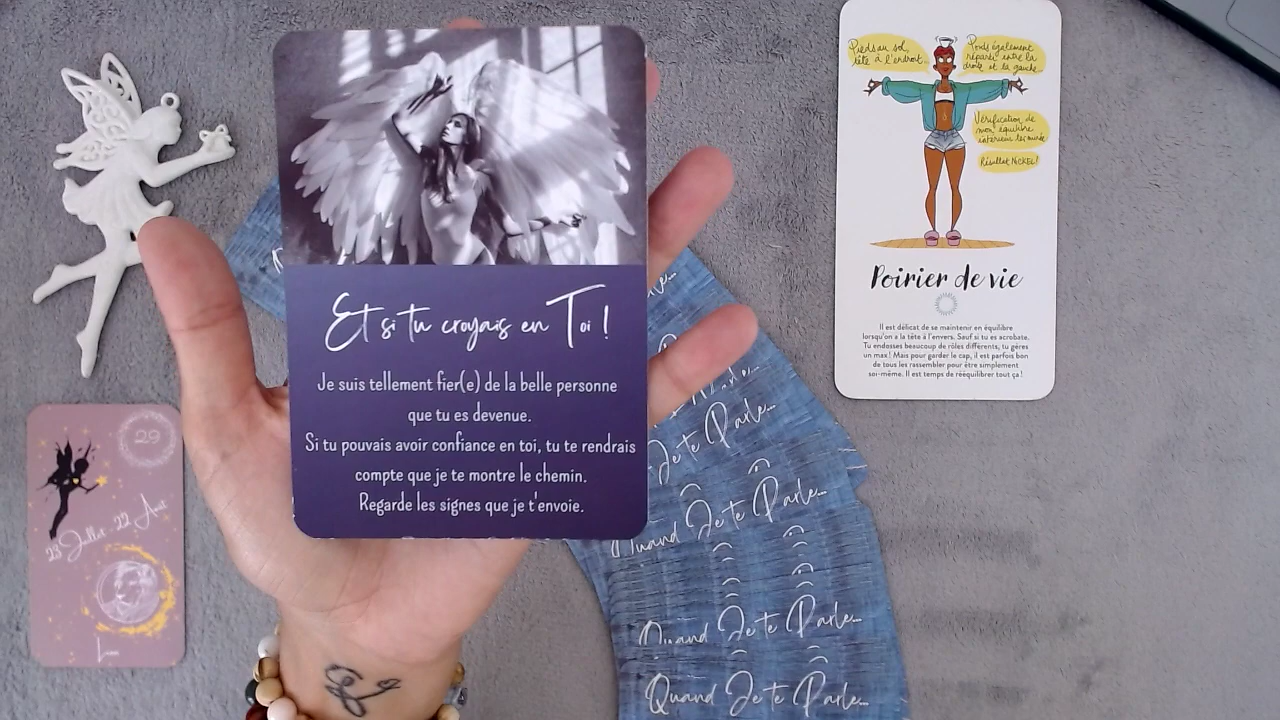 Et si tu croyais en Toi !
Je suis tellement fier(e) de la belle personne
que tu es devenue.
Si tu pouvais avoir confiance en toi, tu te rendrais
compte que je te montre le chemin.
Regarde les signes que je t'envoie.
Pieds au sol,
tête à l'endroit.
Poids également
réparti entre la
droite et la gauche
Vérification de
mon équilibre
intérieur terminée
Résultat NICKEL!
Poirier de vie
Il est délicat de se maintenir en équilibre
lorsqu'on a la tête à l'envers. Sauf si tu es acrobate.
Tu endosses beaucoup de rôles différents, tu gères
un max! Mais pour garder le cap, il est parfois bon
de tous les rassembler pour être simplement
soi-même. Il est temps de rééquilibrer tout ça!
29
23 Juillet - 22 Août
Je te Parle...
Quand Je te Parle...
Quand Je te Parle...
Quand Je te Parle...